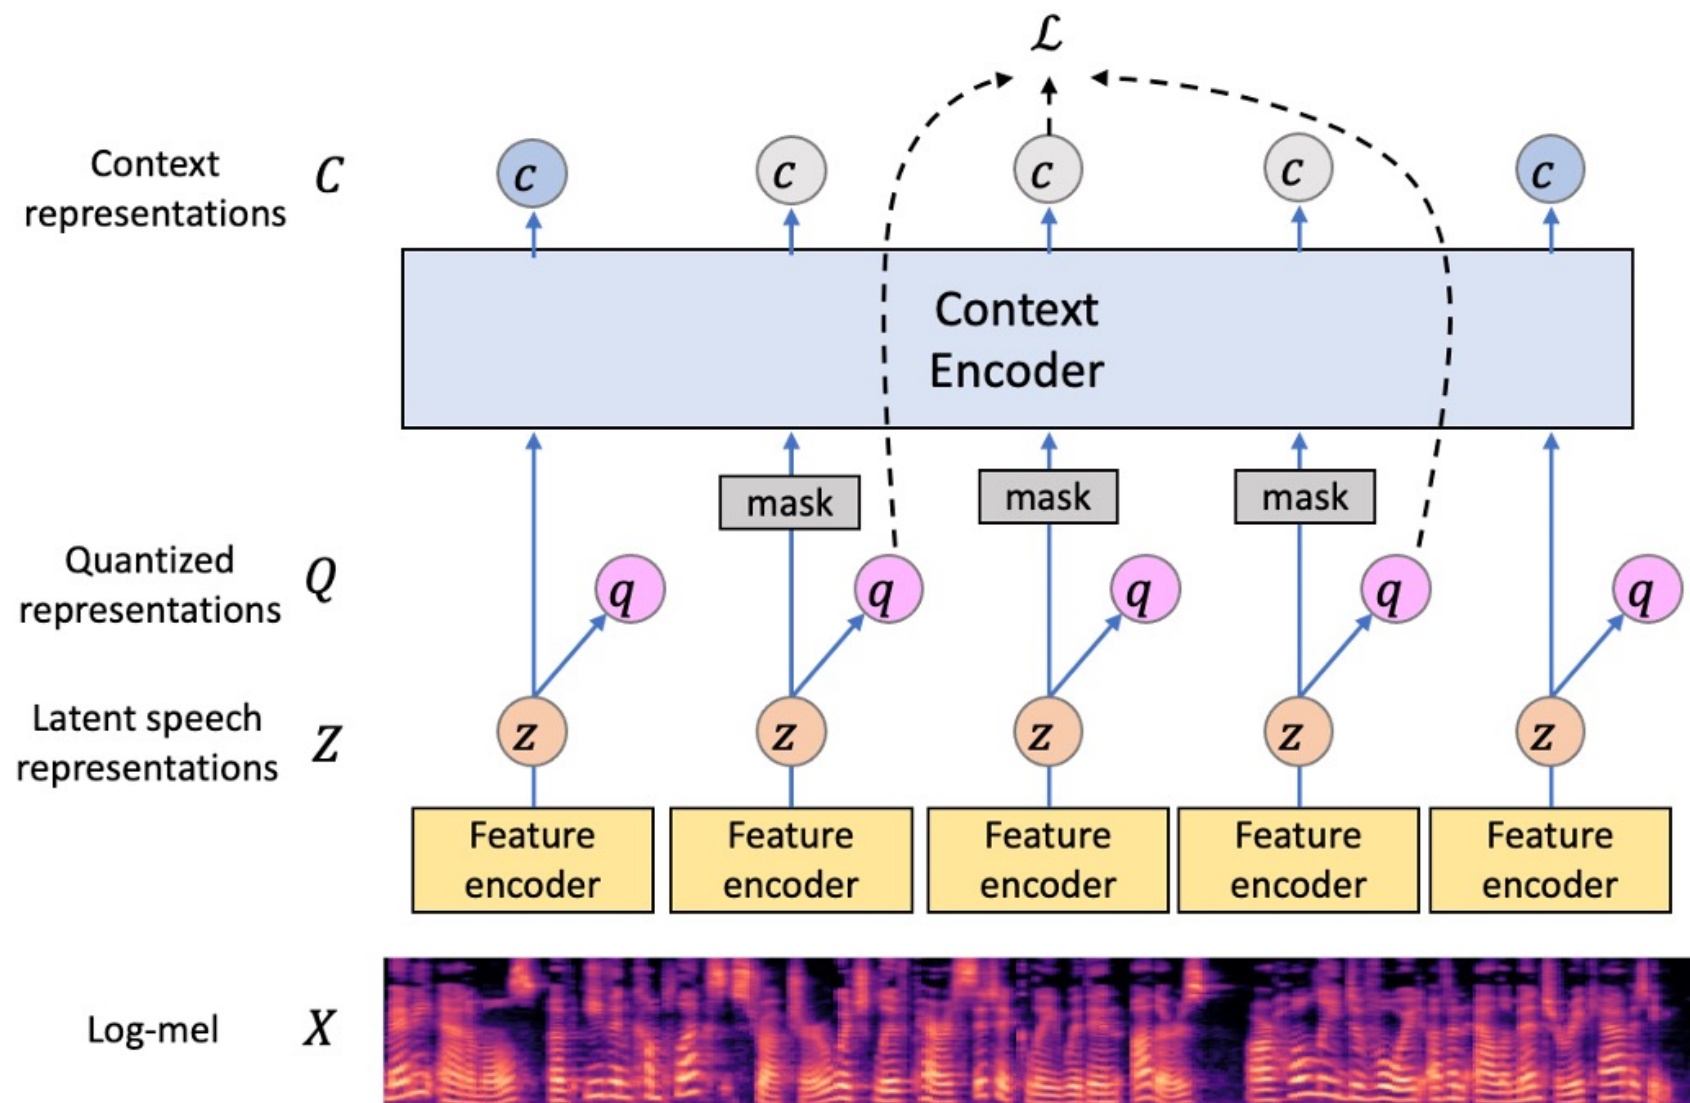 ℒ
Context
representations
C
c
c
c
c
c
Context
Encoder
mask
mask
mask
Quantized
representations
Q
q
q
q
q
q
Latent speech
representations
Z
z
z
z
z
z
Feature
encoder
Feature
encoder
Feature
encoder
Feature
encoder
Feature
encoder
Log-mel
X